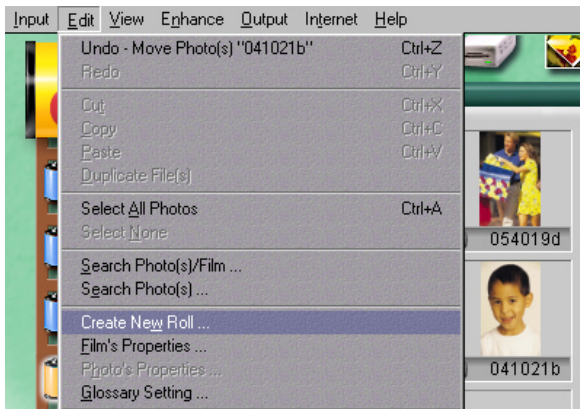 Input Edit View Enhance Output Internet Help
Undo - Move Photo(s) "041021b" Ctrl+Z
Redo Ctrl+Y
Cut Ctrl+X
Copy Ctrl+C
Paste Ctrl+V
Duplicate File(s)
Select All Photos Ctrl+A
Select None
054019d
Search Photo(s)/Film ...
Search Photo(s) ...
Create New Roll ...
Film's Properties ...
Photo's Properties ...
041021b
Glossary Setting ...